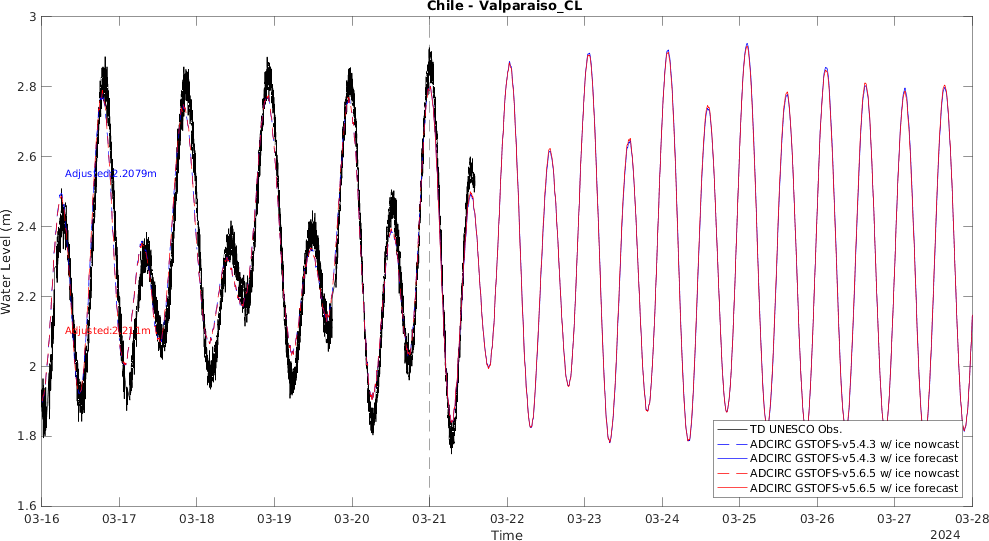 Chile - Valparaiso_CL
3
2.8
2.6
2.4
2.2
2
1.8
1.6
Water Level (m)
Adjusted:2.2079m
Adjusted:2.211m
TD UNESCO Obs.
ADCIRC GSTOFS-v5.4.3 w/ ice nowcast
ADCIRC GSTOFS-v5.4.3 w/ ice forecast
ADCIRC GSTOFS-v5.6.5 w/ ice nowcast
ADCIRC GSTOFS-v5.6.5 w/ ice forecast
03-16 03-17 03-18 03-19 03-20 03-21 03-22 03-23 03-24 03-25 03-26 03-27 03-28
Time
2024